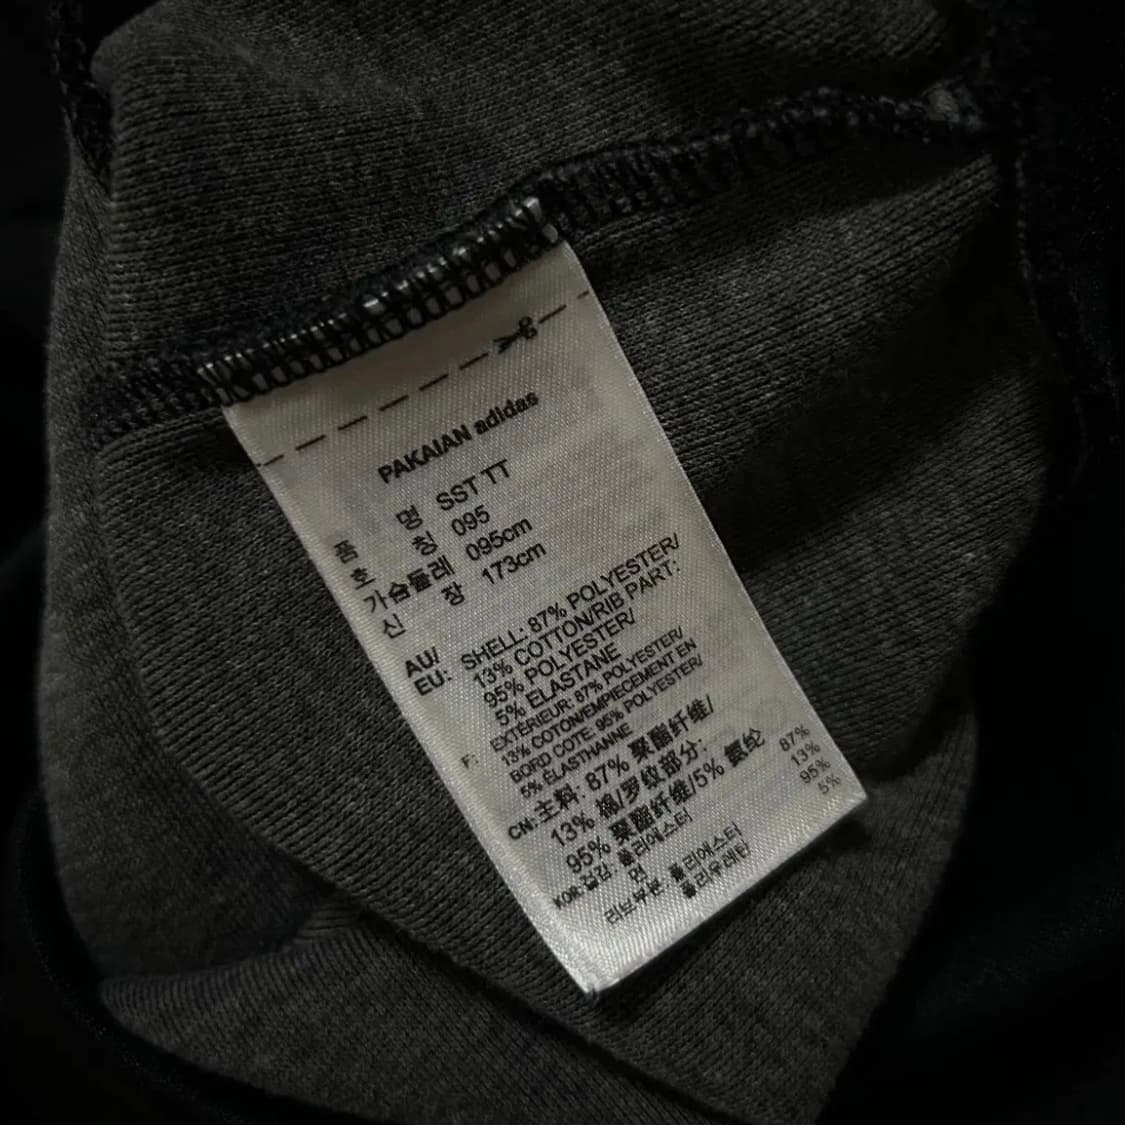 PAKAIAN adidas
품 명 SST TT
호 칭 095
가슴둘레 095cm
신 장 173cm
AU/ EU: SHELL: 87% POLYESTER/
13% COTTON/RIB PART:
95% POLYESTER/
5% ELASTANE
F: EXTÉRIEUR: 87% POLYESTER/
13% COTON/EMPIECEMENT EN
BORD COTE: 95% POLYESTER/
5% ÉLASTHANNE
CN: 主料: 87% 聚酯纤维/
13% 棉/罗纹部分:
95% 聚酯纤维/5% 氨纶
KOR: 겉감: 폴리에스터 87%
면 13%
리브부분: 폴리에스터 95%
폴리우레탄 5%